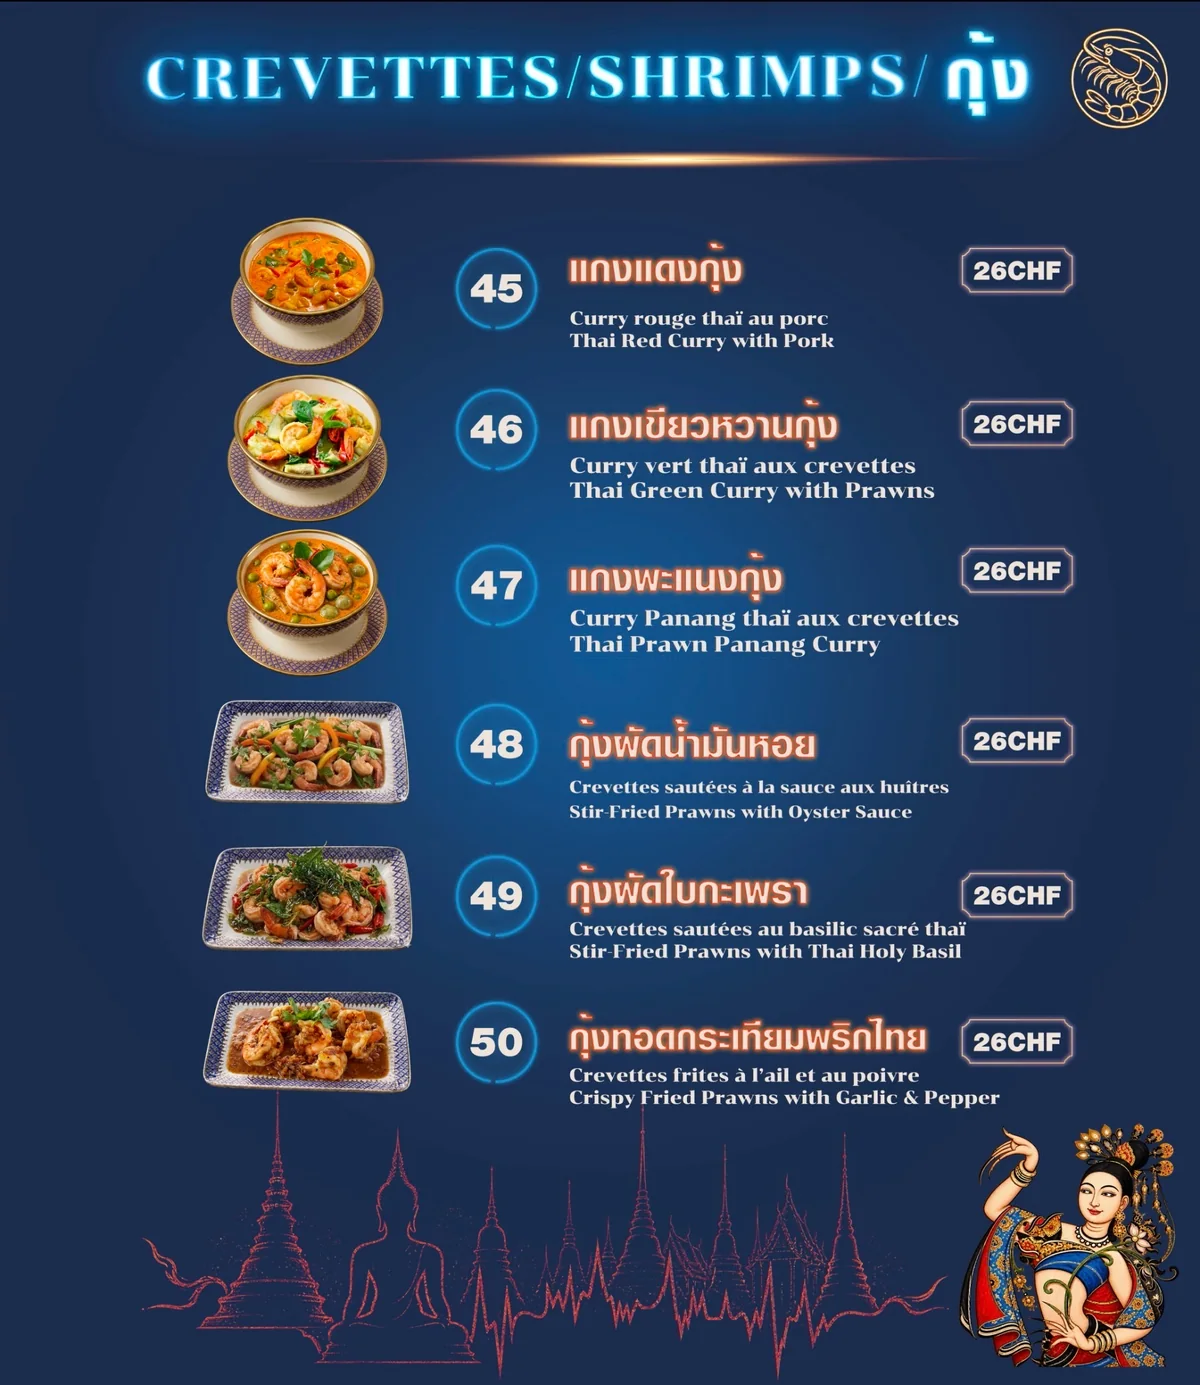 CREVETTES/SHRIMPS/ กุ้ง
45
แกงแดงกุ้ง
26CHF
Curry rouge thaï au porc
Thai Red Curry with Pork
46
แกงเขียวหวานกุ้ง
26CHF
Curry vert thaï aux crevettes
Thai Green Curry with Prawns
47
แกงพะแนงกุ้ง
26CHF
Curry Panang thaï aux crevettes
Thai Prawn Panang Curry
48
กุ้งผัดน้ำมันหอย
26CHF
Crevettes sautées à la sauce aux huîtres
Stir-Fried Prawns with Oyster Sauce
49
กุ้งผัดใบกะเพรา
26CHF
Crevettes sautées au basilic sacré thaï
Stir-Fried Prawns with Thai Holy Basil
50
กุ้งทอดกระเทียมพริกไทย
26CHF
Crevettes frites à l'ail et au poivre
Crispy Fried Prawns with Garlic & Pepper